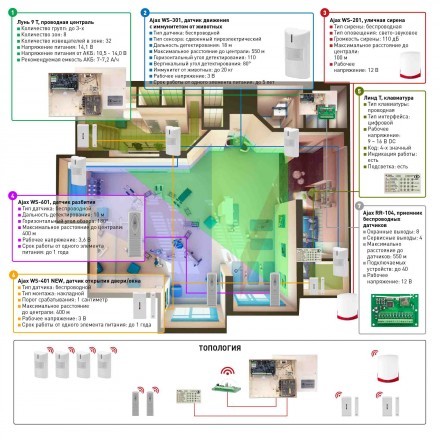 1
Лунь 9 Т, проводная централь
• Количество групп: до 3-х
• Количество зон: 8
• Количество извещателей в зоне: 32
• Напряжение питания: 14,1 В
• Напряжение питания от АКБ: 10,5 - 14,0 В
• Рекомендуемая емкость АКБ: 7-7,2 А/ч
2
Ajax WS-301, датчик движения
с иммунитетом от животных
• Тип датчика: беспроводной
• Тип сенсора: сдвоенный пироэлектрический
• Дальность детектирования: 18 м
• Максимальное расстояние до централи: 550 м
• Горизонтальный угол детектирования: 110
• Вертикальный угол детектирования: 80°
• Иммунитет от животных: до 20 кг
• Рабочее напряжение: 3 В
• Срок работы от одного элемента питания: до 5 лет
3
Ajax WS-201, уличная сирена
• Тип сирены: беспроводной
• Тип оповещения: свето-звуковое
• Громкость сирены: 110 дБ
• Максимальное расстояние до
централи:
100 м
• Рабочее
напряжение: 12 В
5
Линд Т, клавиатура
• Тип клавиатуры:
проводная
• Тип интерфейса:
цифровой
• Рабочее
напряжение:
9 – 16 В DC
• Код: 4-х значный
• Индикация работы:
есть
• Подсветка: есть
6
Ajax WS-601, датчик разбития
• Тип датчика: беспроводной
• Дальность детектирования: 10 м
• Горизонтальный угол обзора: 180°
• Максимальное расстояние до централи:
400 м
• Рабочее напряжение: 3,6 В
• Срок работы от одного элемента
питания: до 1 года
7
Ajax RR-104, приемник
беспроводных
датчиков
• Охранные выходы: 8
• Сервисные выходы: 4
• Максимально
расстояние до
датчиков: 550 м
• Подключаемых
устройств: до 40
• Рабочее
напряжение: 12 В
Ajax WS-401 NEW, датчик открытия двери/окна
• Тип датчика: беспроводной
• Тип монтажа: накладной
• Порог срабатывания: 1 сантиметр
• Максимальное расстояние
до централи: 400 м
• Рабочее напряжение: 3 В
• Срок работы от одного элемента питания: до 1 года
ТОПОЛОГИЯ